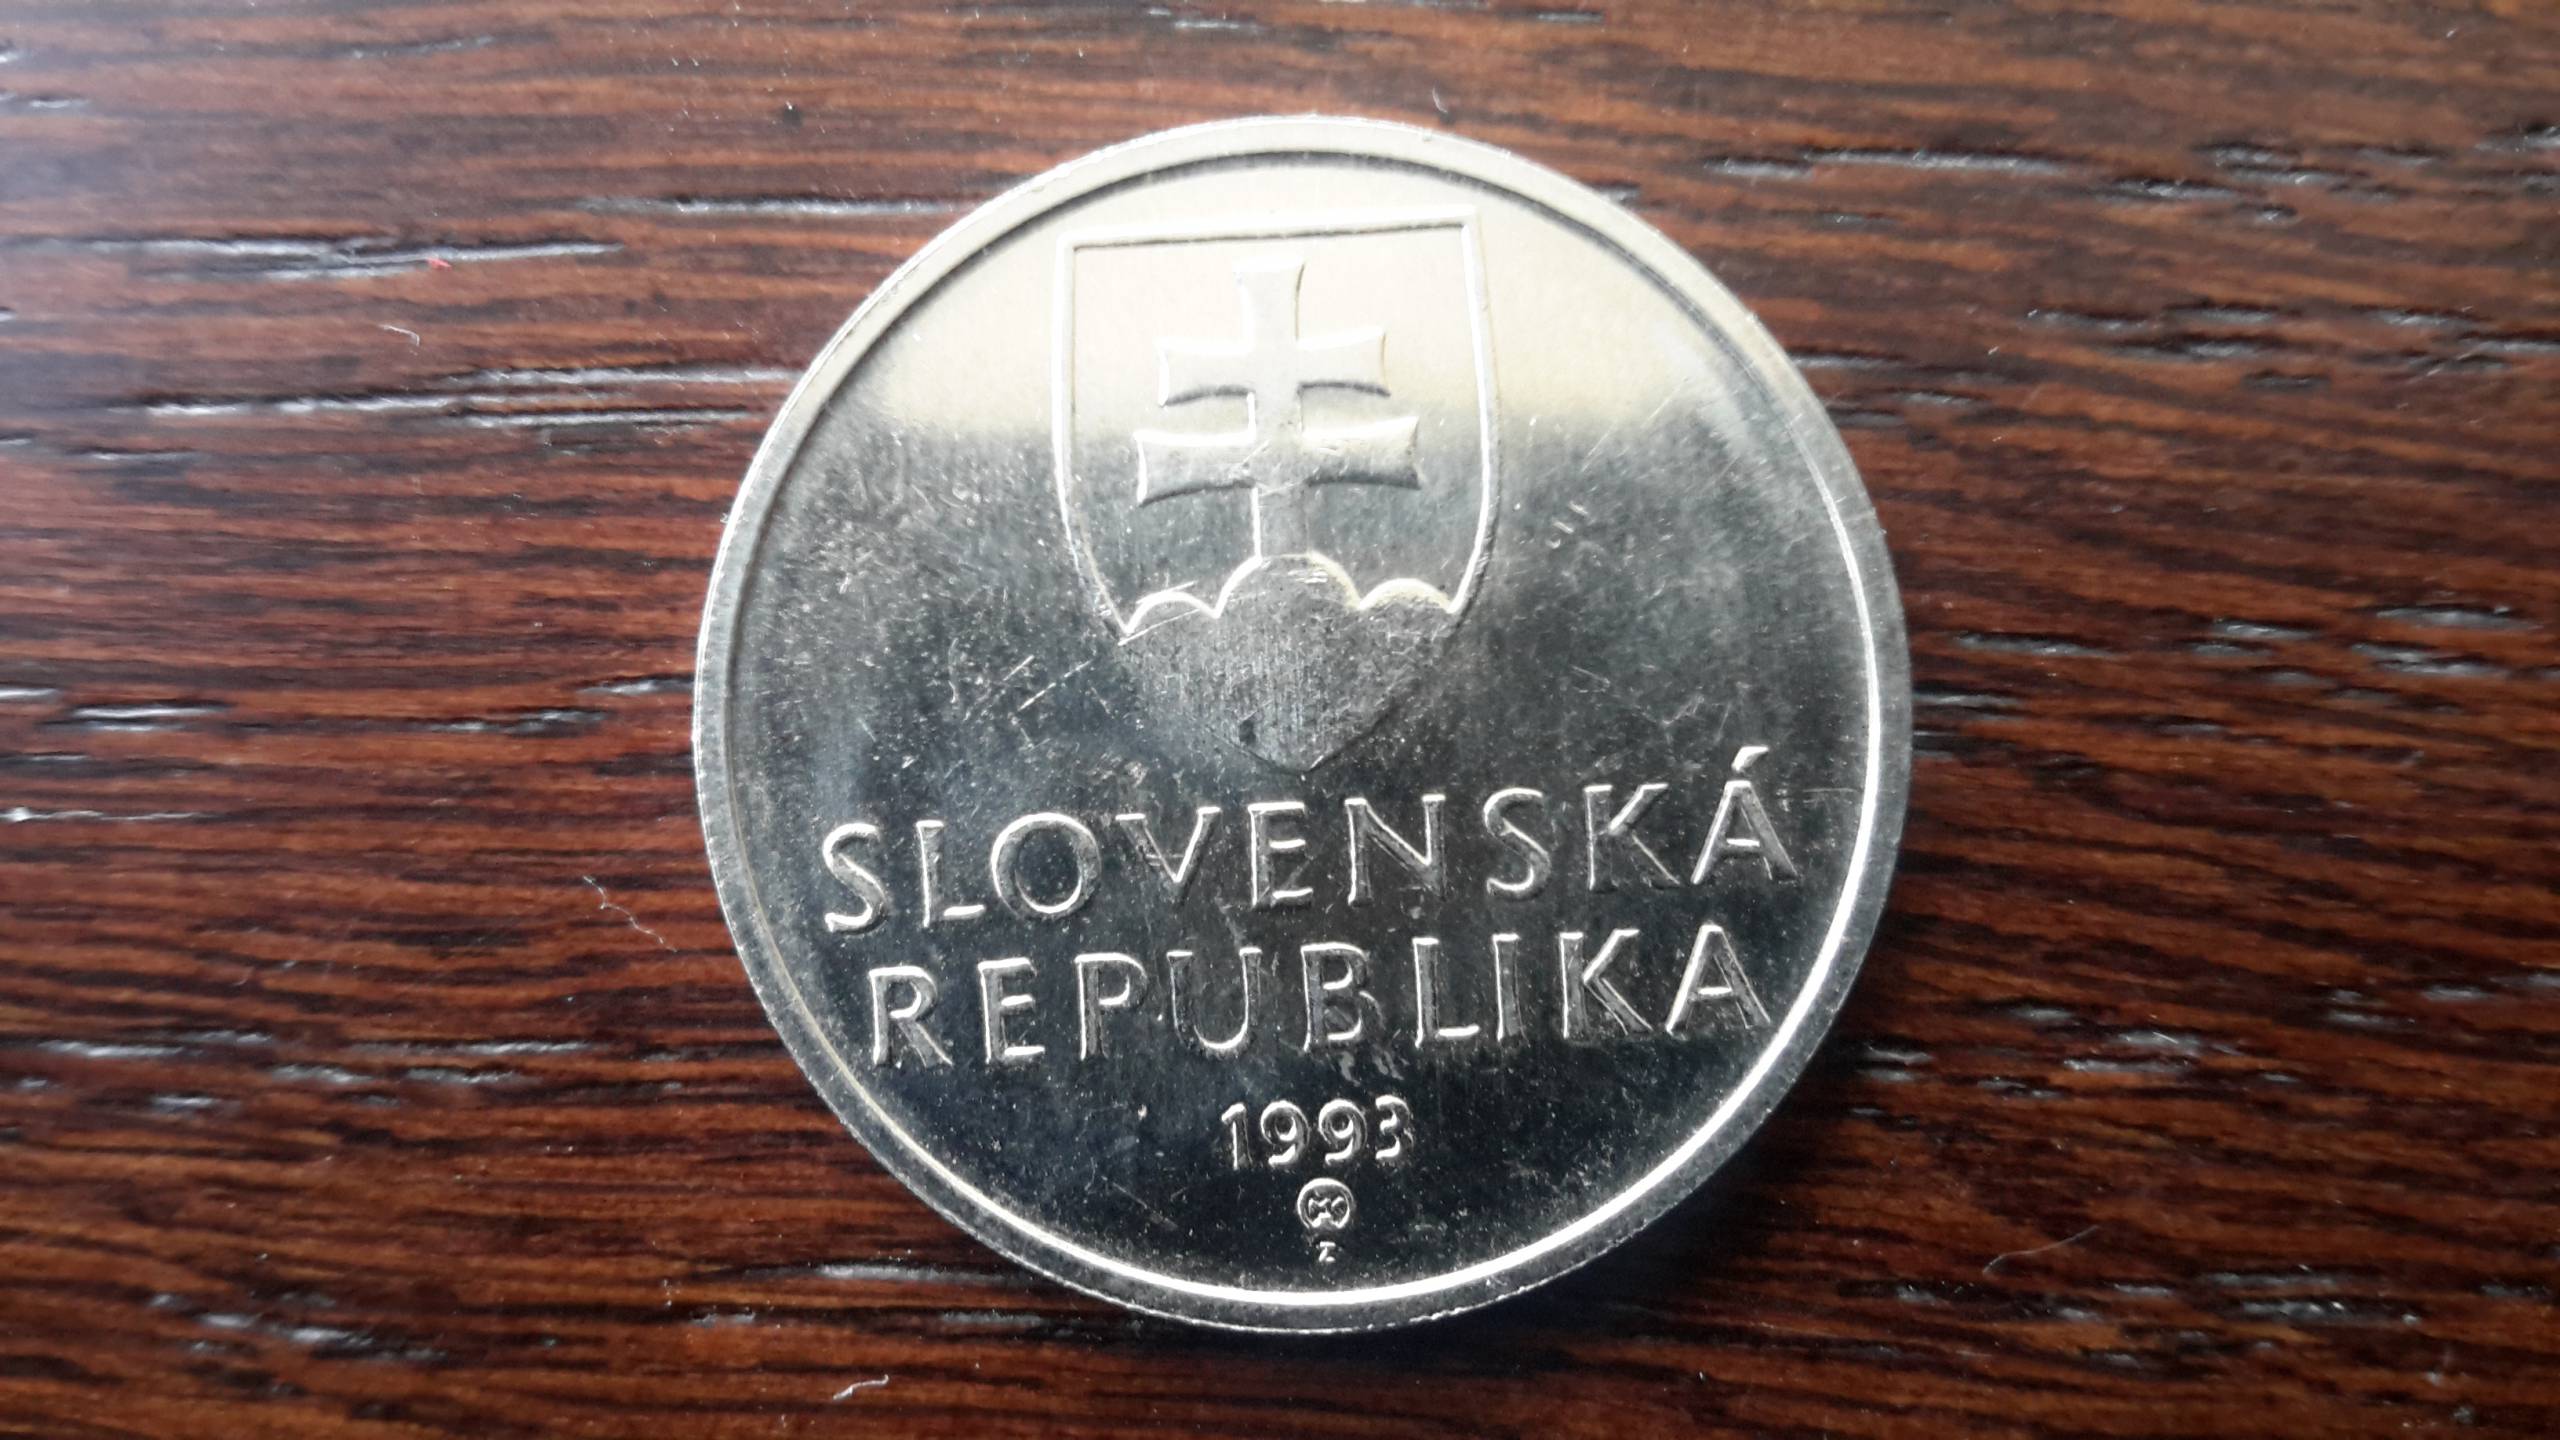 SLOVENSKÁ
REPUBLIKA
1993
Z